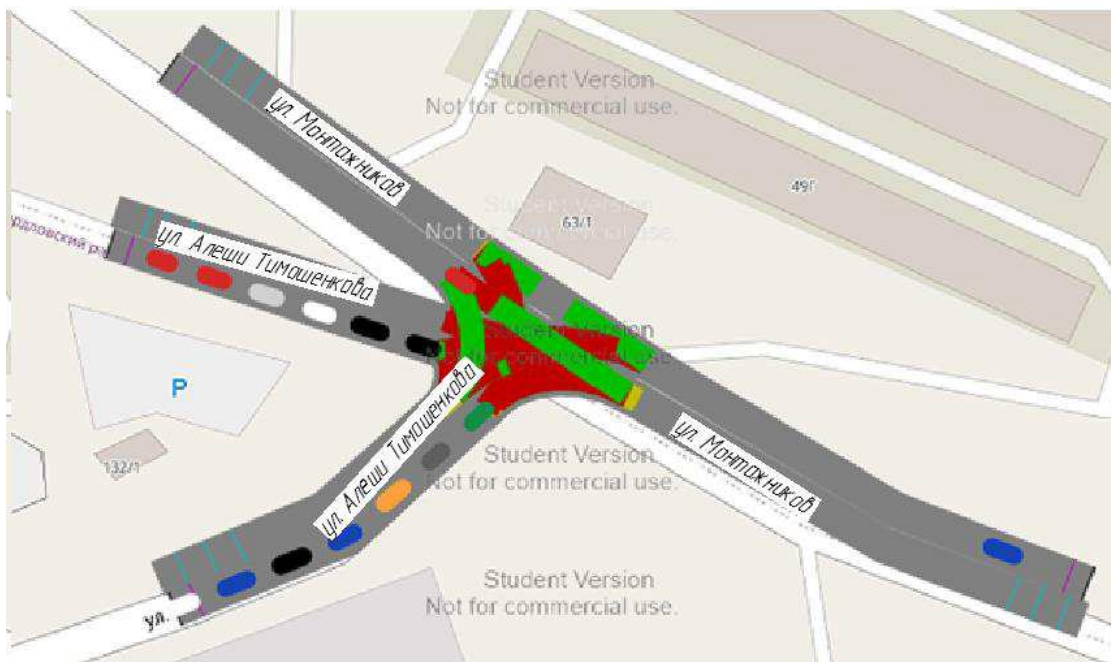 Student Version
Not for commercial use.
ул. Монтажников
49Г
63/1
Student Version
Not for commercial use.
ул. Алеши Тимошенкова
Student Version
Not for commercial use.
P
ул. Алеши Тимошенкова
ул. Монтажников
132/1
Student Version
Not for commercial use.
Student Version
Not for commercial use.
ул.